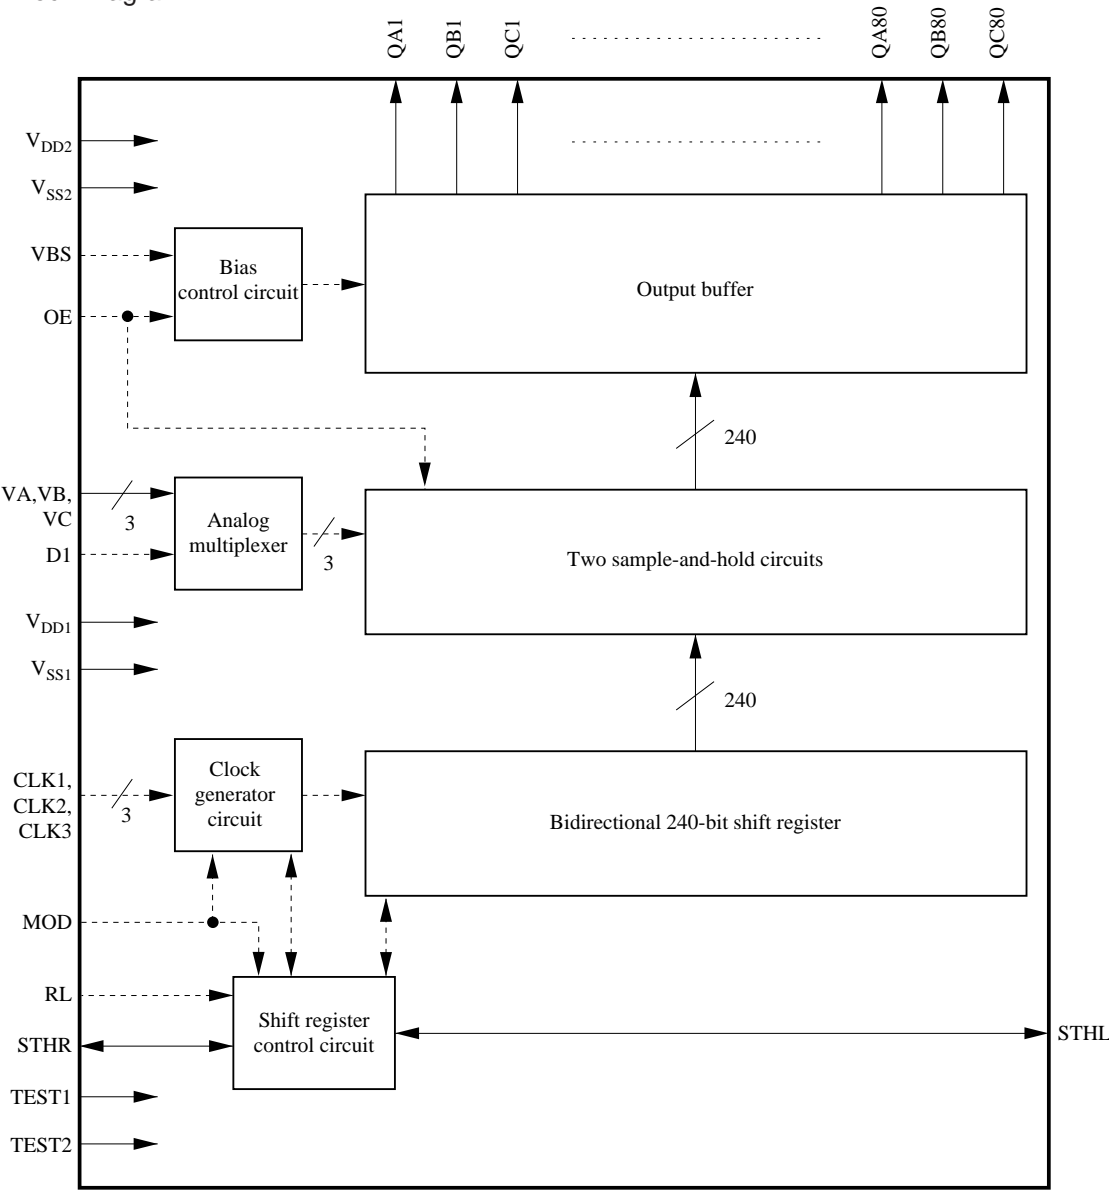 QA1
QB1
QC1
QA80
QB80
QC80
VDD2
VSS2
VBS
OE
Bias
control circuit
Output buffer
240
VA,VB,
VC
3
D1
Analog
multiplexer
3
Two sample-and-hold circuits
VDD1
VSS1
240
CLK1,
CLK2,
CLK3
3
Clock
generator
circuit
Bidirectional 240-bit shift register
MOD
RL
STHR
Shift register
control circuit
STHL
TEST1
TEST2